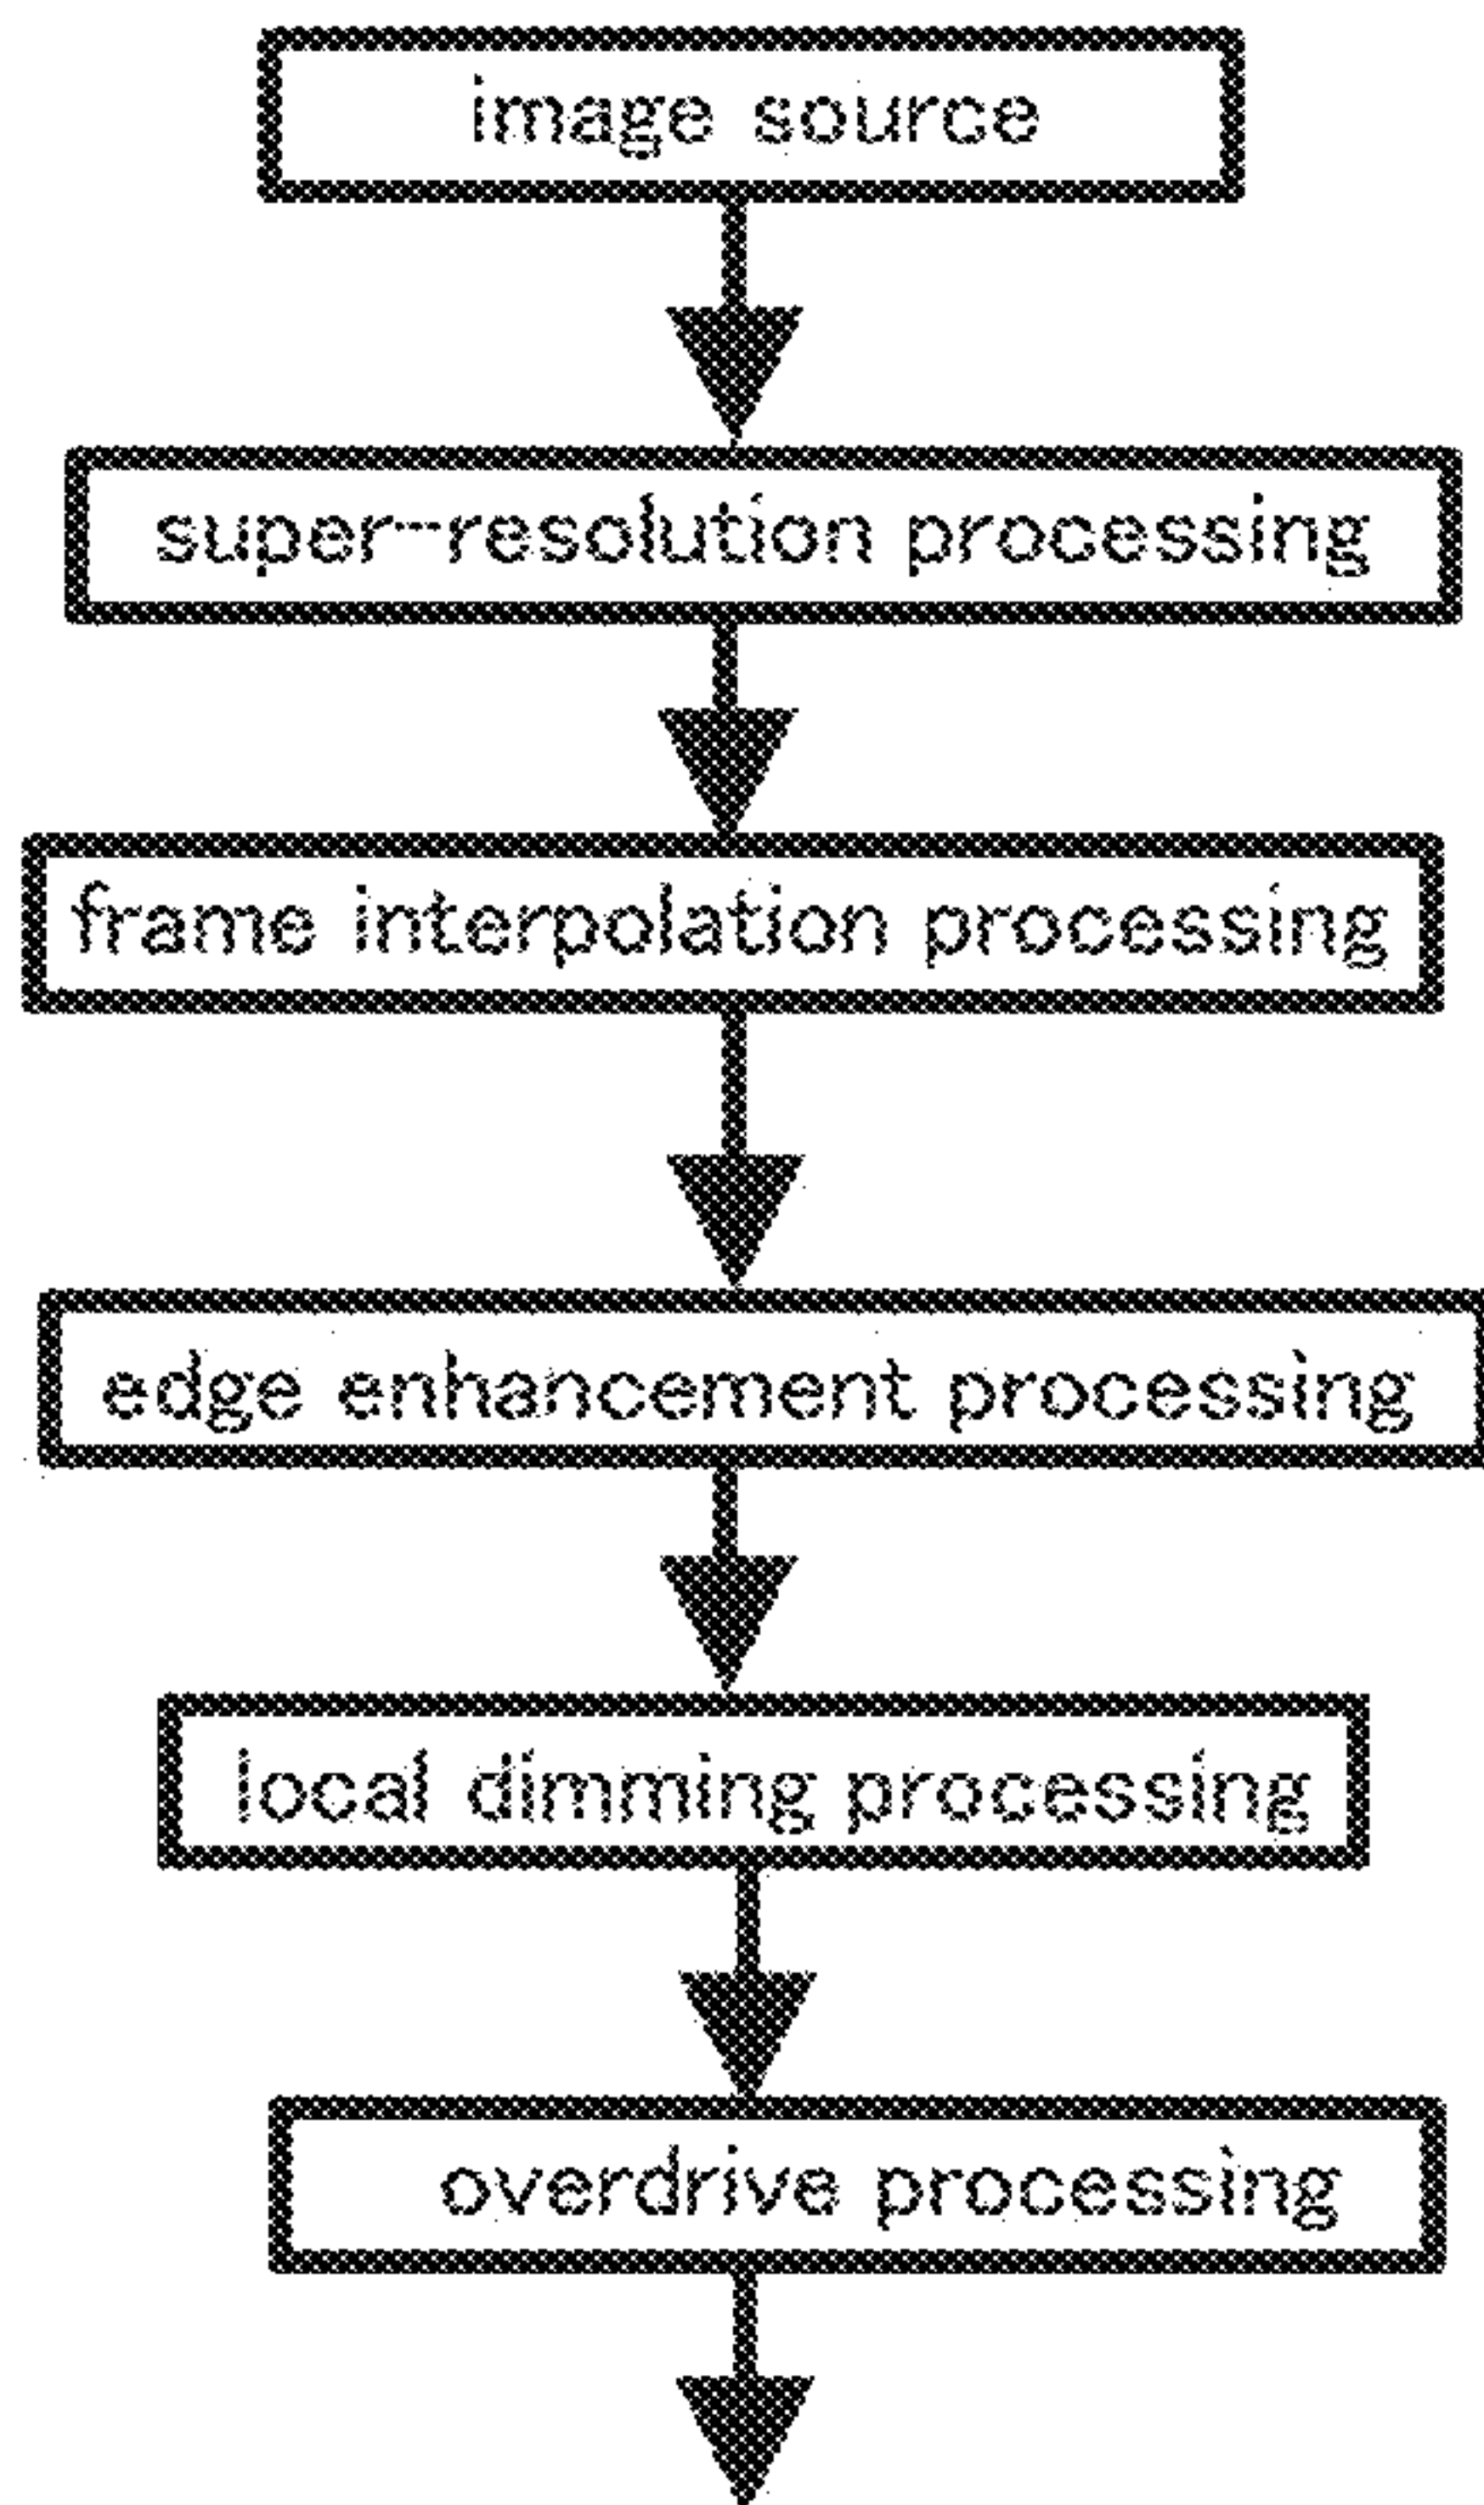 image source
super-resolution processing
frame interpolation processing
edge enhancement processing
local dimming processing
overdrive processing